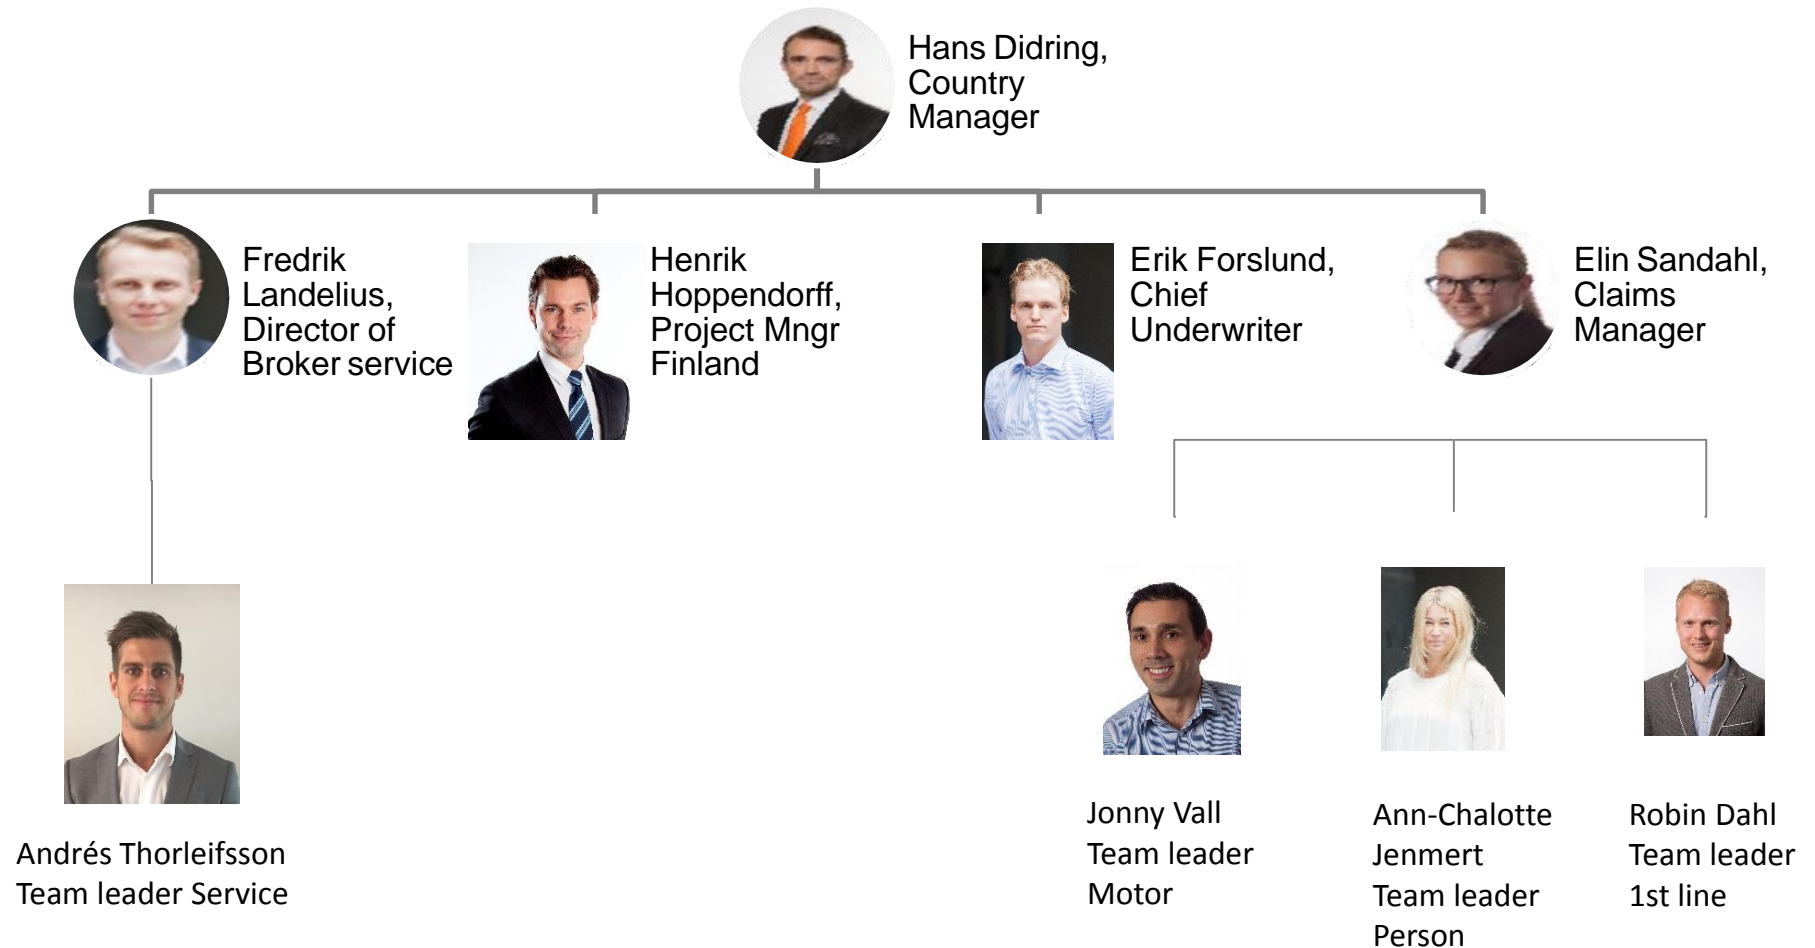 Hans Didring,
Country
Manager
Fredrik
Landelius,
Director of
Broker service
Henrik
Hoppendorff,
Project Mngr
Finland
Erik Forslund,
Chief
Underwriter
Elin Sandahl,
Claims
Manager
Andrés Thorleifsson
Team leader Service
Jonny Vall
Team leader
Motor
Ann-Chalotte
Jenmert
Team leader
Person
Robin Dahl
Team leader
1st line